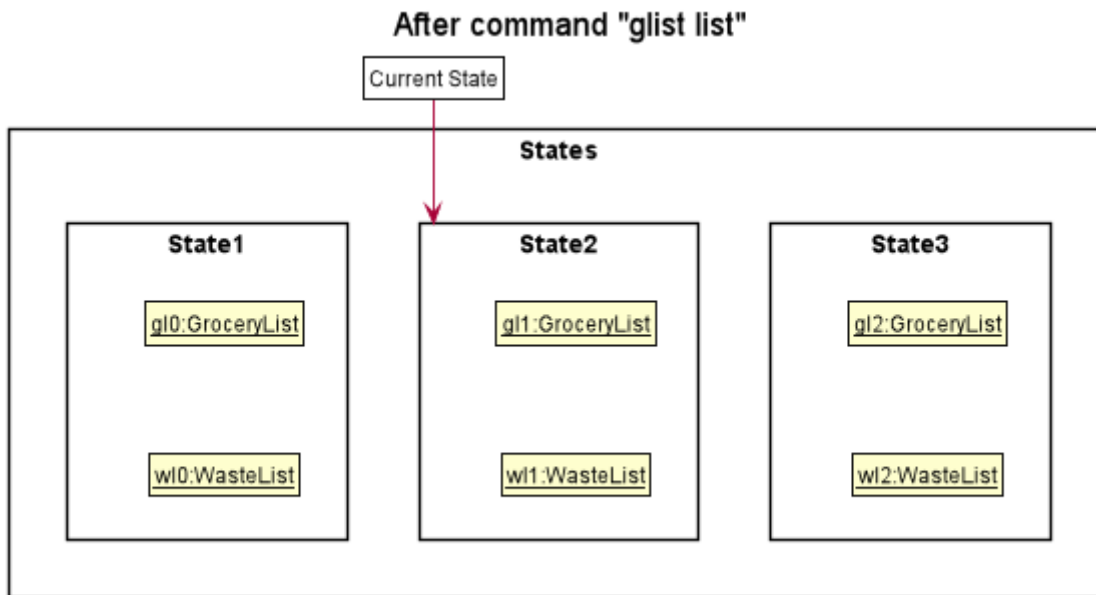 After command "glist list"
Current State
States
State1
State2
State3
gl0:GroceryList
gl1:GroceryList
gl2:GroceryList
wl0:WasteList
wl1:WasteList
wl2:WasteList